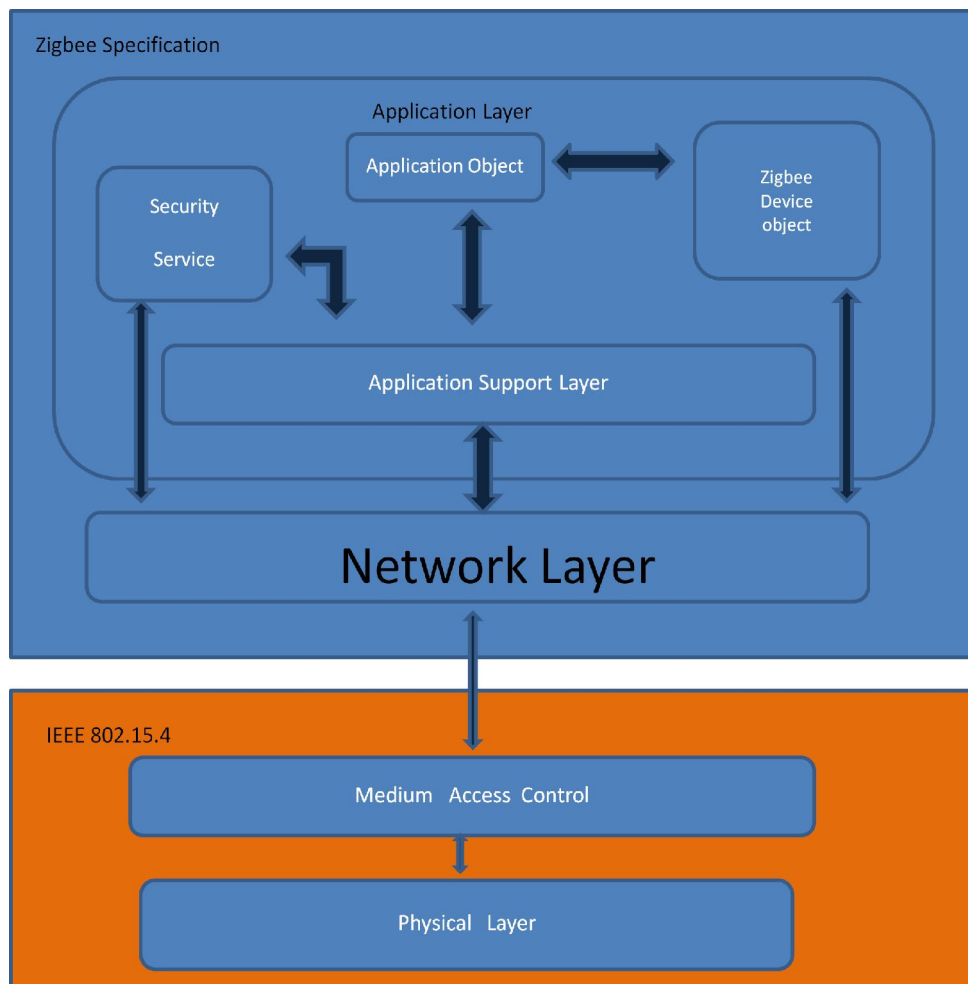 Zigbee Specification
Application Layer
Application Object
Zigbee
Device
object
Security
Service
Application Support Layer
Network Layer
IEEE 802.15.4
Medium Access Control
Physical Layer